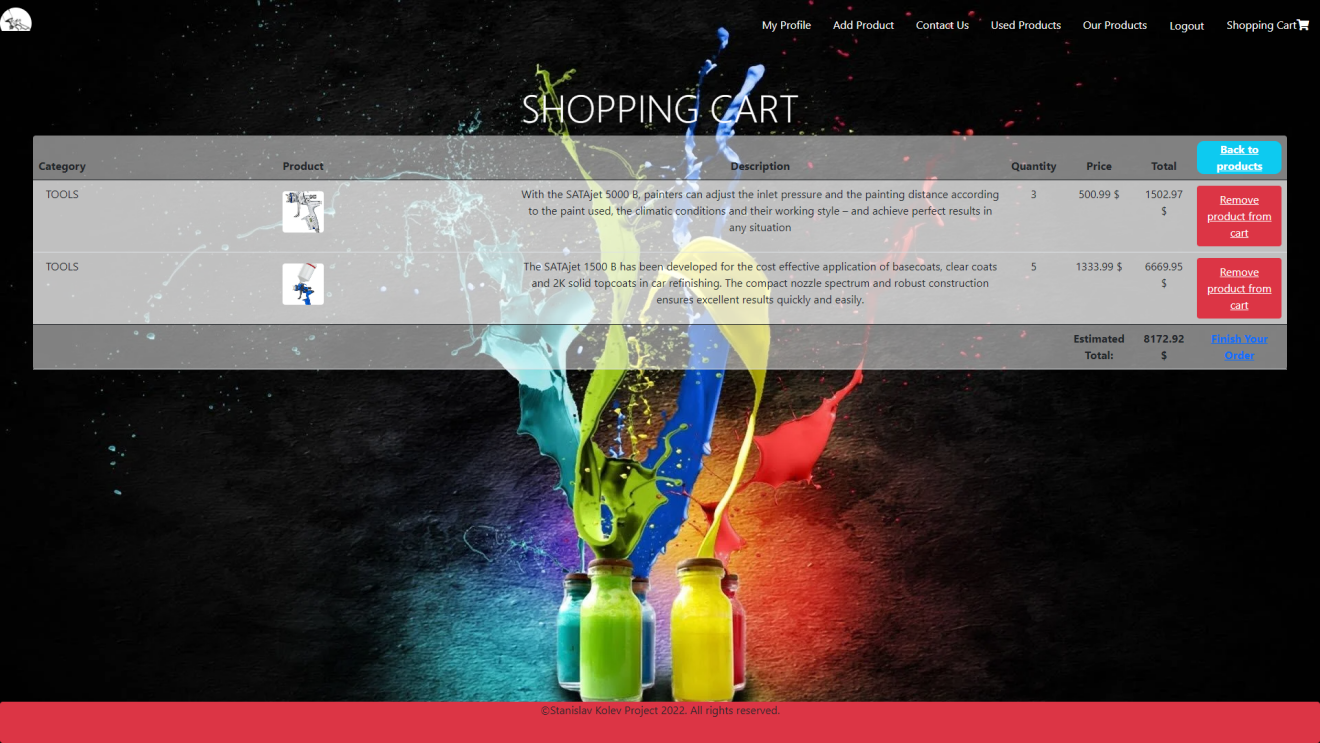 My Profile Add Product Contact Us Used Products Our Products Logout Shopping Cart
SHOPPING CART
Category Product Description Quantity Price Total Back to
products
TOOLS With the SATAjet 5000 B, painters can adjust the inlet pressure and the painting distance according 3 500.99 $ 1502.97
to the paint used, the climatic conditions and their working style – and achieve perfect results in $
any situation
Remove
product from
cart
TOOLS The SATAjet 1500 B has been developed for the cost effective application of basecoats, clear coats 5 1333.99 $ 6669.95
and 2K solid topcoats in car refinishing. The compact nozzle spectrum and robust construction $
ensures excellent results quickly and easily.
Remove
product from
cart
Estimated 8172.92 Finish Your
Total: $ Order
©Stanislav Kolev Project 2022. All rights reserved.